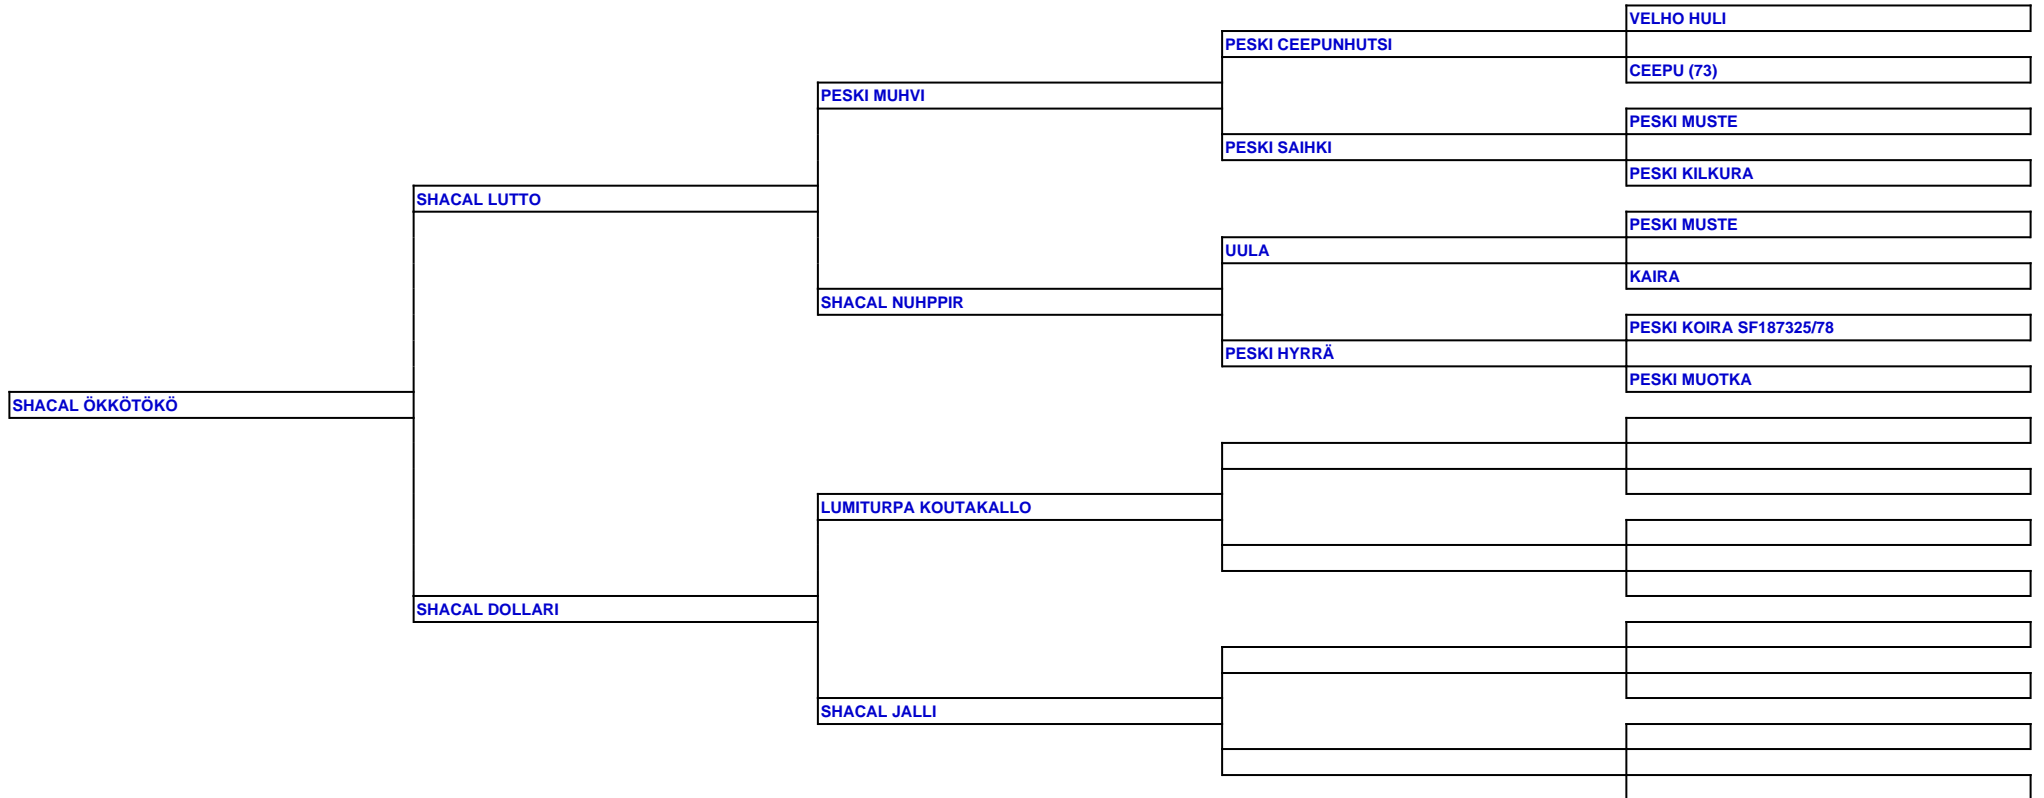 VELHO HULI
PESKI CEEPUNHUTSI
CEEPU (73)
PESKI MUHVI
PESKI MUSTE
PESKI SAIHKI
PESKI KILKURA
SHACAL LUTTO
PESKI MUSTE
UULA
KAIRA
SHACAL NUHPPIR
PESKI KOIRA SF187325/78
PESKI HYRRÄ
PESKI MUOTKA
SHACAL ÖKKÖTÖKÖ
LUMITURPA KOUTAKALLO
SHACAL DOLLARI
SHACAL JALLI